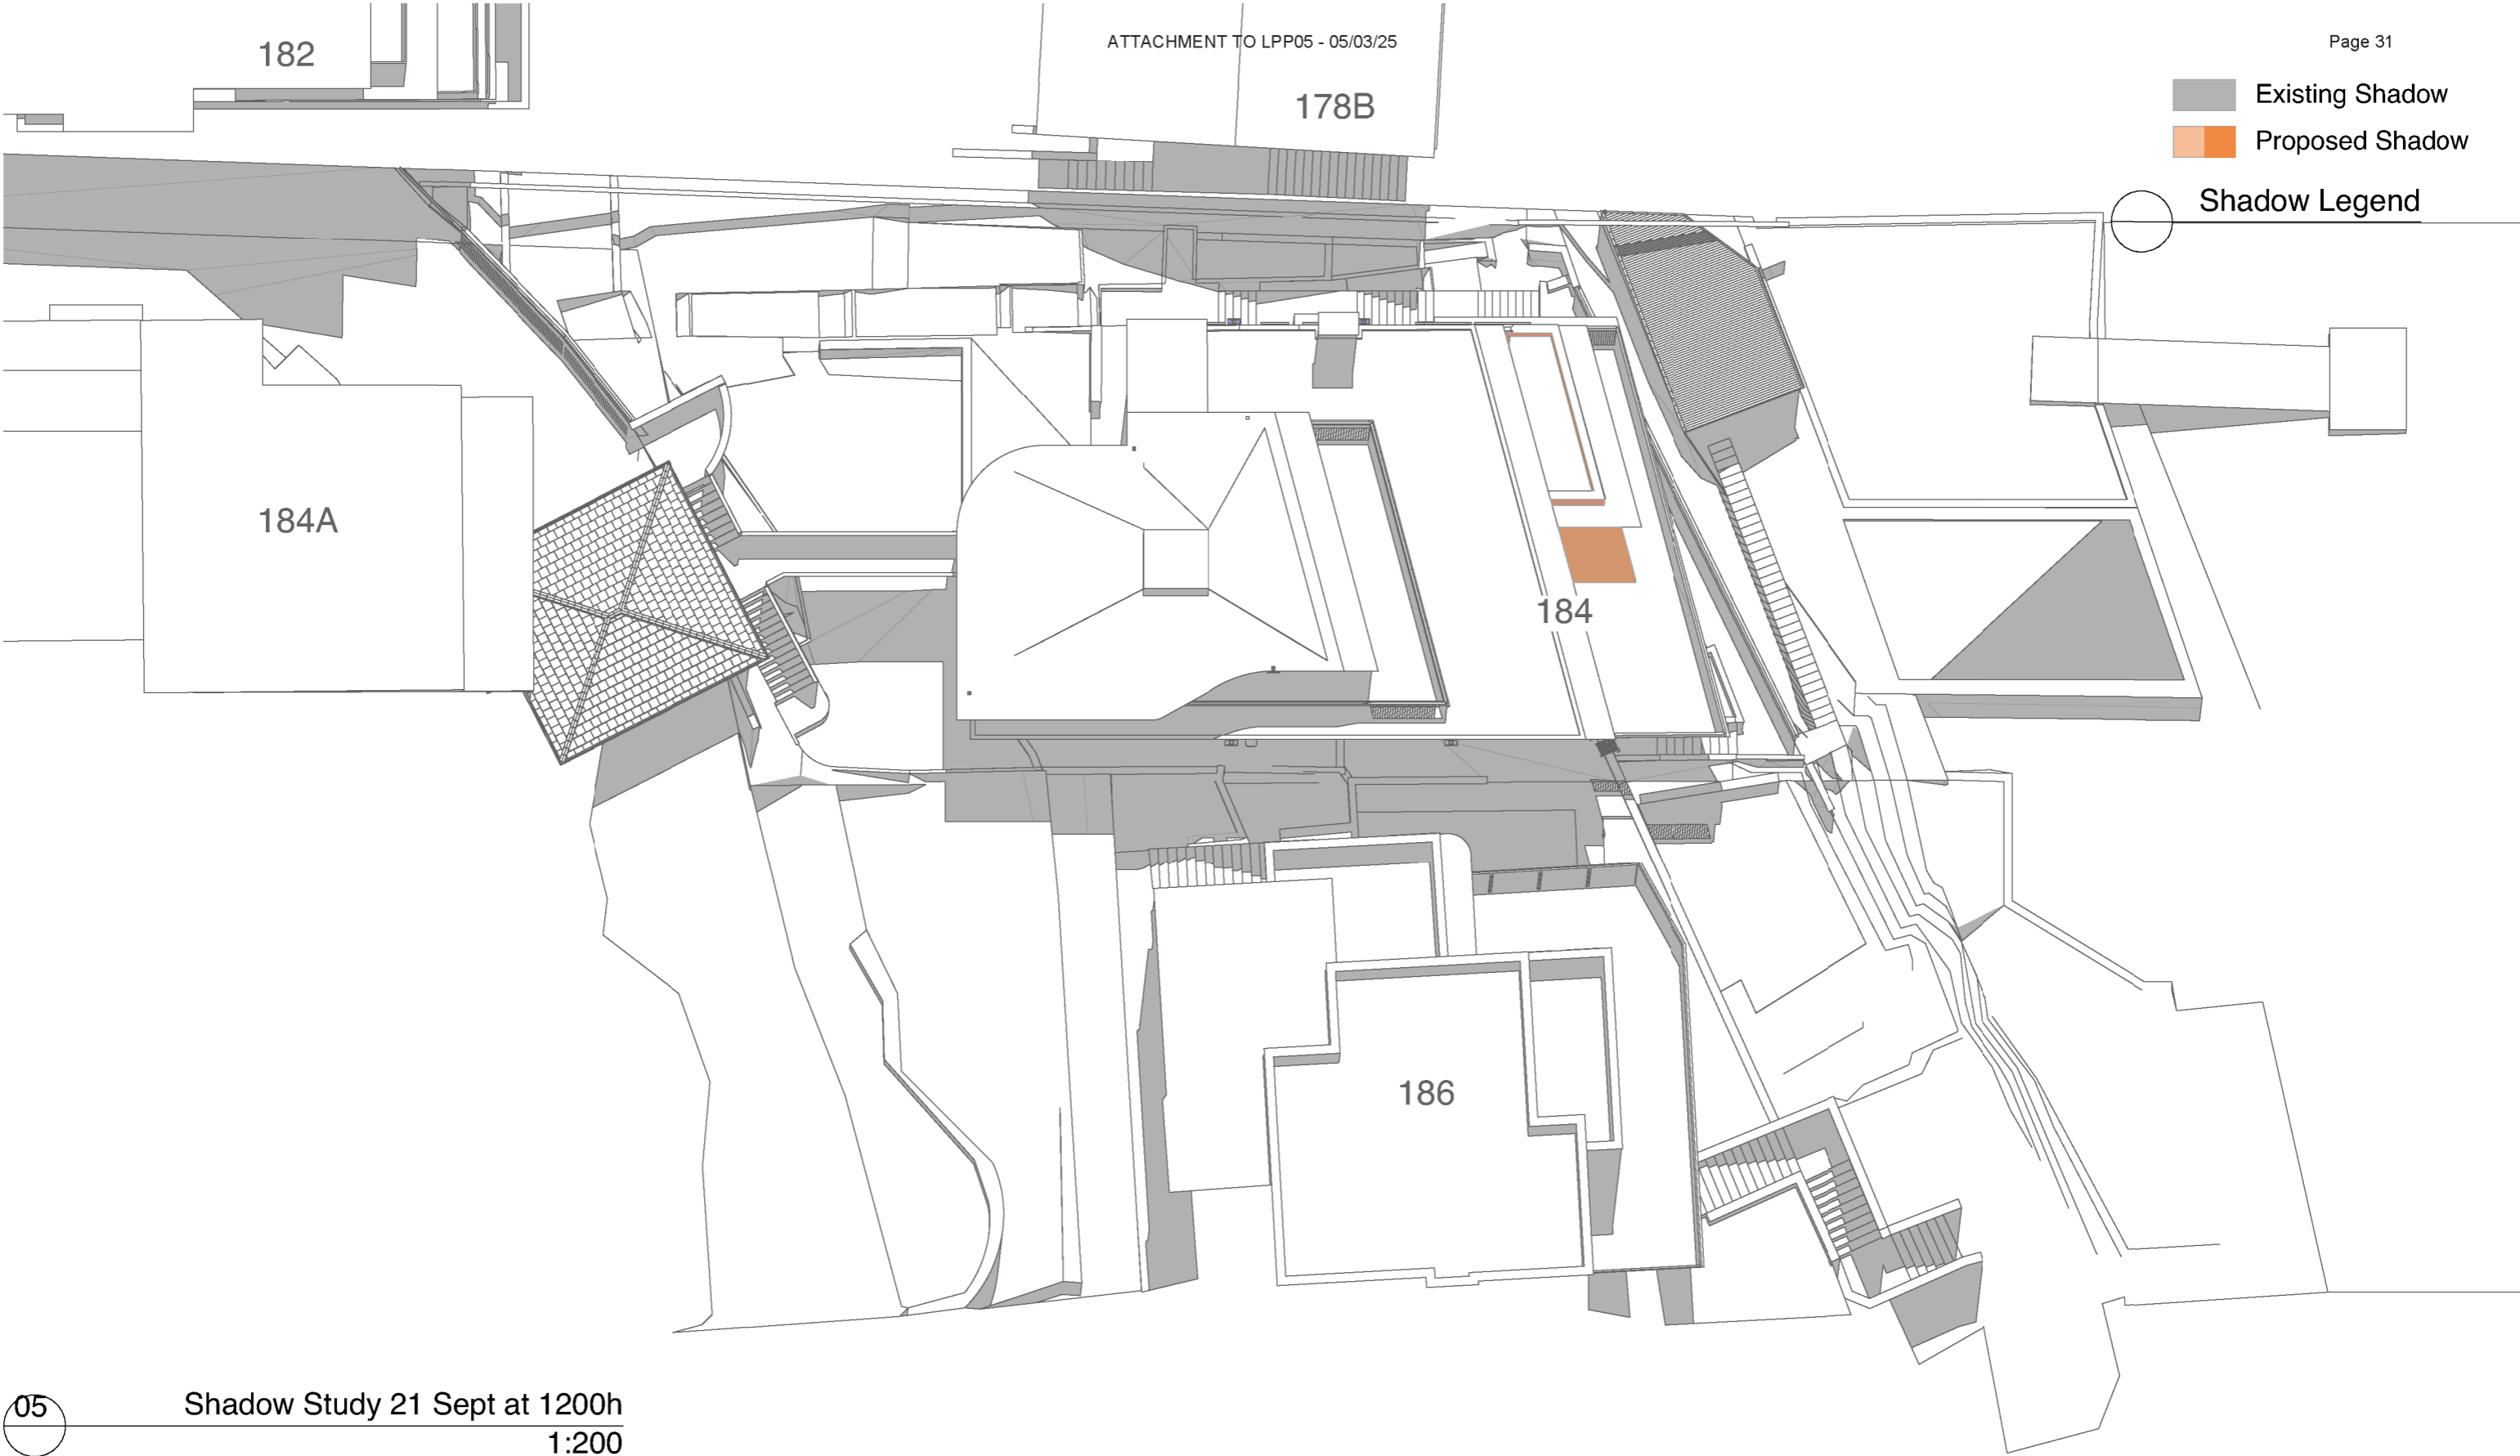 ATTACHMENT TO LPP05 - 05/03/25
Page 31
182
178B
Existing Shadow
Proposed Shadow
Shadow Legend
184A
184
186
05
Shadow Study 21 Sept at 1200h
1:200